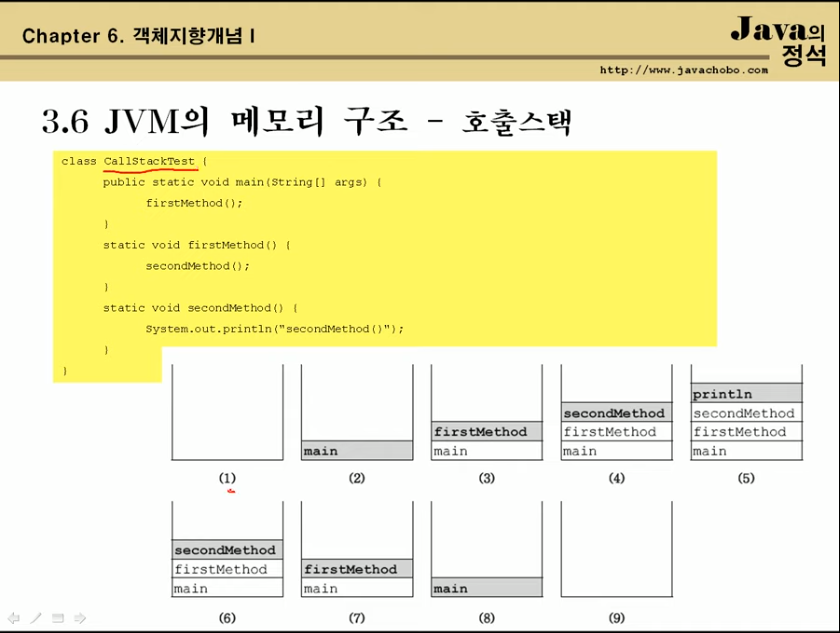 Chapter 6. 객체지향개념 I
Java의
정석
http://www.javachobo.com
3.6 JVM의 메모리 구조 - 호출스택
class CallStackTest {
public static void main(String[] args) {
firstMethod();
}
static void firstMethod() {
secondMethod();
}
static void secondMethod() {
System.out.println("secondMethod()");
}
}
(1)
main
(2)
firstMethod
main
(3)
secondMethod
firstMethod
main
(4)
println
secondMethod
firstMethod
main
(5)
secondMethod
firstMethod
main
(6)
firstMethod
main
(7)
main
(8)
(9)